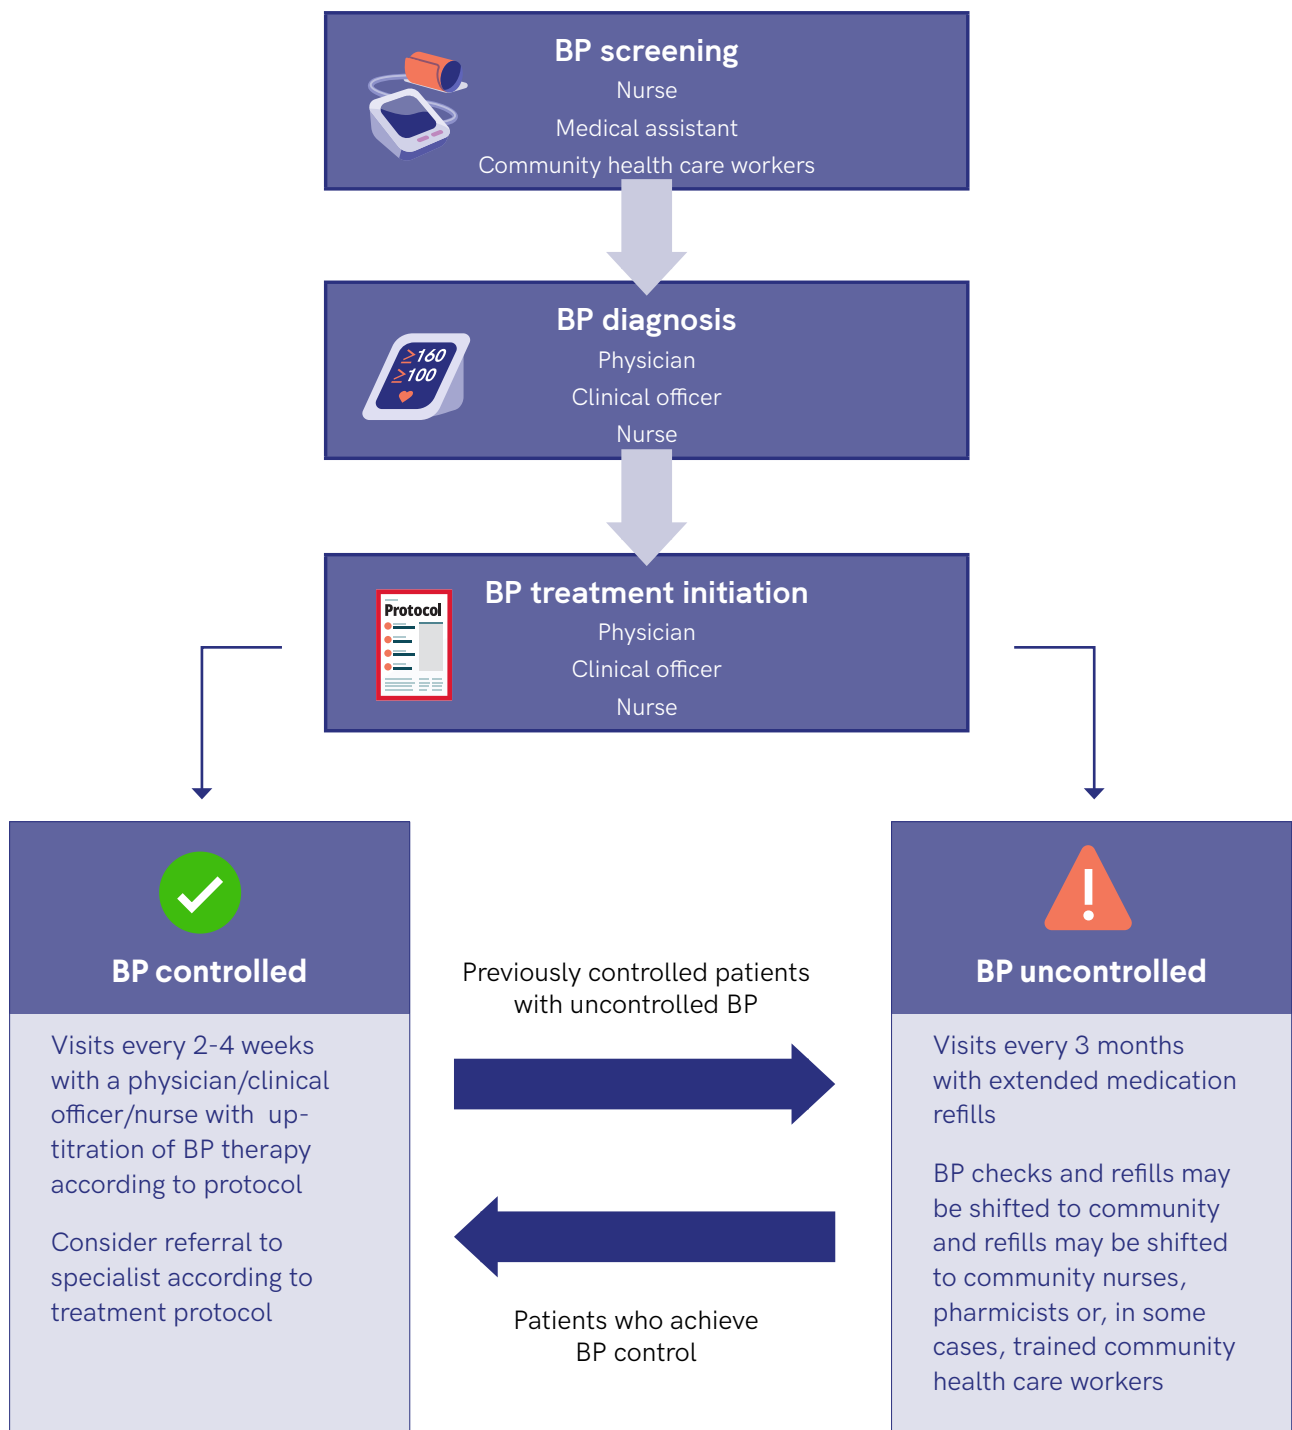 BP screening
Nurse
Medical assistant
Community health care workers
≥160
≥100
BP diagnosis
Physician
Clinical officer
Nurse
Protocol
BP treatment initiation
Physician
Clinical officer
Nurse
BP controlled
Visits every 2-4 weeks
with a physician/clinical
officer/nurse with up-
titration of BP therapy
according to protocol
Consider referral to
specialist according to
treatment protocol
Previously controlled patients
with uncontrolled BP
Patients who achieve
BP control
BP uncontrolled
Visits every 3 months
with extended medication
refills
BP checks and refills may
be shifted to community
and refills may be shifted
to community nurses,
pharmicists or, in some
cases, trained community
health care workers